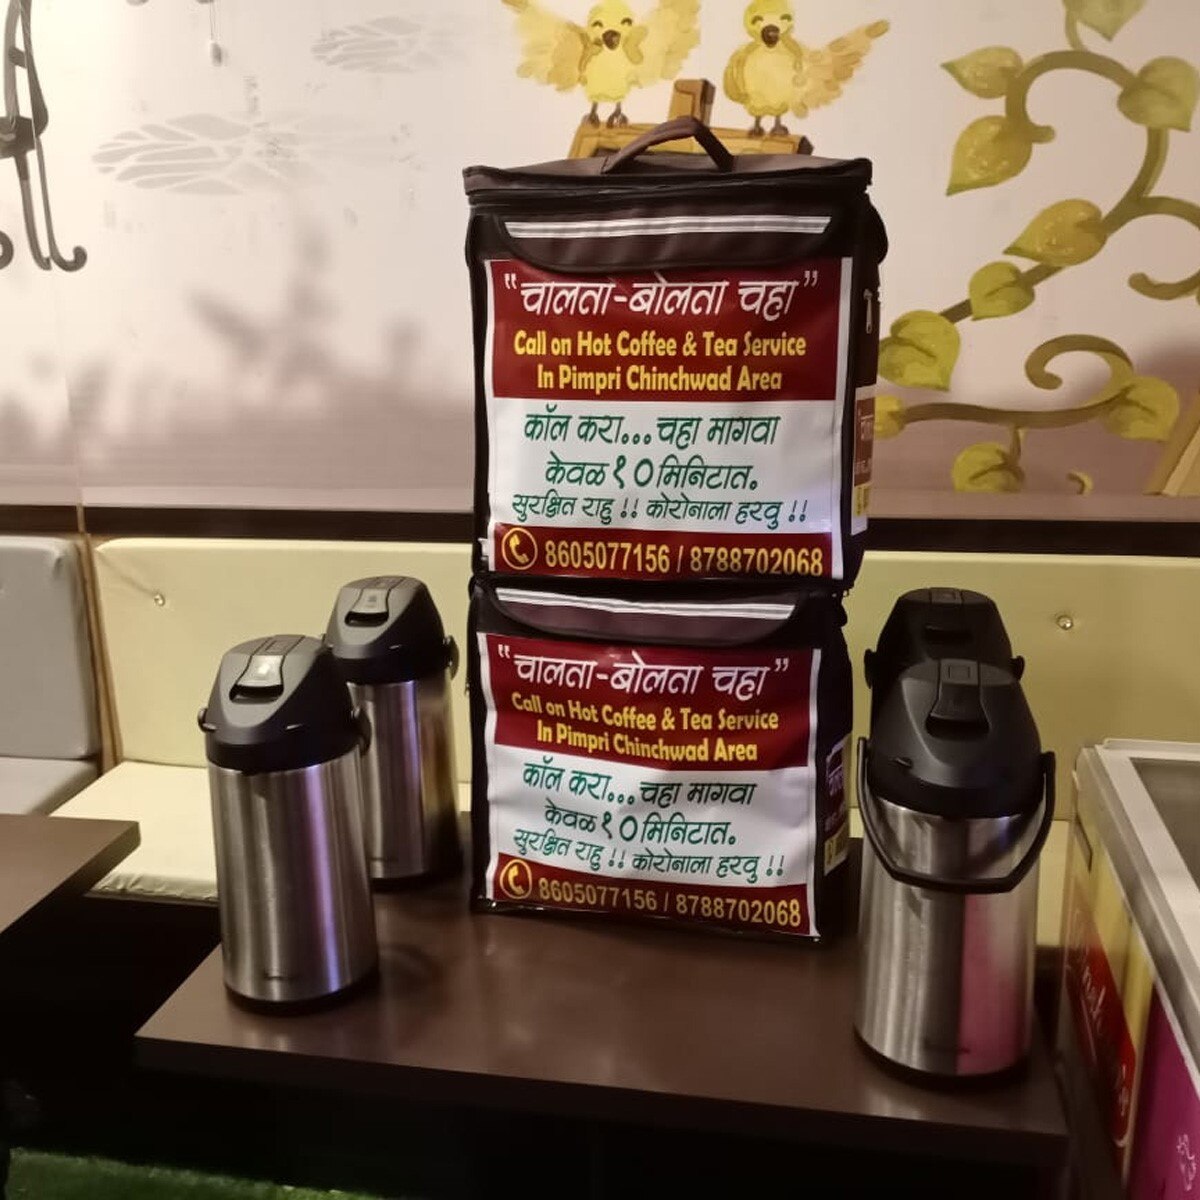 “चालता-बोलता चहा”
Call on Hot Coffee & Tea Service
In Pimpri Chinchwad Area
कॉल करा...चहा मागवा
केवळ १० मिनिटात.
सुरक्षित राहु !! कोरोनाला हरवु !!
8605077156 / 8788702068
“चालता-बोलता चहा”
Call on Hot Coffee & Tea Service
In Pimpri Chinchwad Area
कॉल करा...चहा मागवा
केवळ १० मिनिटात.
सुरक्षित राहु !! कोरोनाला हरवु !!
8605077156 / 8788702068